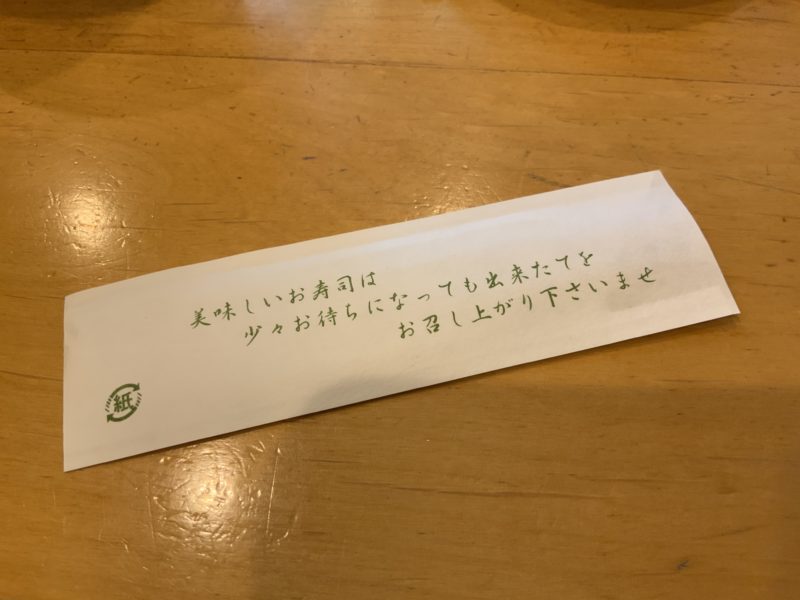 美味しいお寿司は
少々お待ちになっても出来たてを
お召し上がり下さいませ
紙